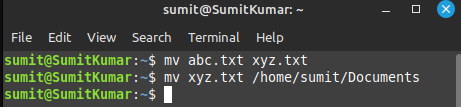 sumit@SumitKumar: ~
File Edit View Search Terminal Help
sumit@SumitKumar:~$ mv abc.txt xyz.txt
sumit@SumitKumar:~$ mv xyz.txt /home/sumit/Documents
sumit@SumitKumar:~$